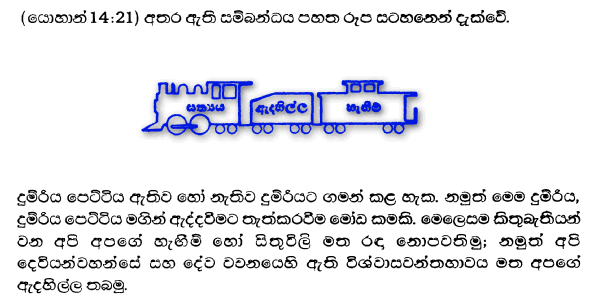 (යොහාන් 14:21) අතර ඇති සම්බන්ධය පහත රූප සටහනෙන් දැක්වේ.
සත්‍යය ඇදහිල්ල හැඟීම්
දුම්රිය පෙට්ටිය ඇතිව හෝ නැතිව දුම්රියට ගමන් කළ හැක. නමුත් මෙම දුම්රිය,
දුම්රිය පෙට්ටිය මගින් ඇද්දවීමට තැත්කරවීම මෝඩ කමකි. මෙලෙසම කිතුබැතියන්
වන අපි අපගේ හැඟීම් හෝ සිතුවිලි මත රඳා නොපවතිමු; නමුත් අපි
දෙවියන්වහන්සේ සහ දේව වචනයෙහි ඇති විශ්වාසවන්තභාවය මත අපගේ
ඇදහිල්ල තබමු.